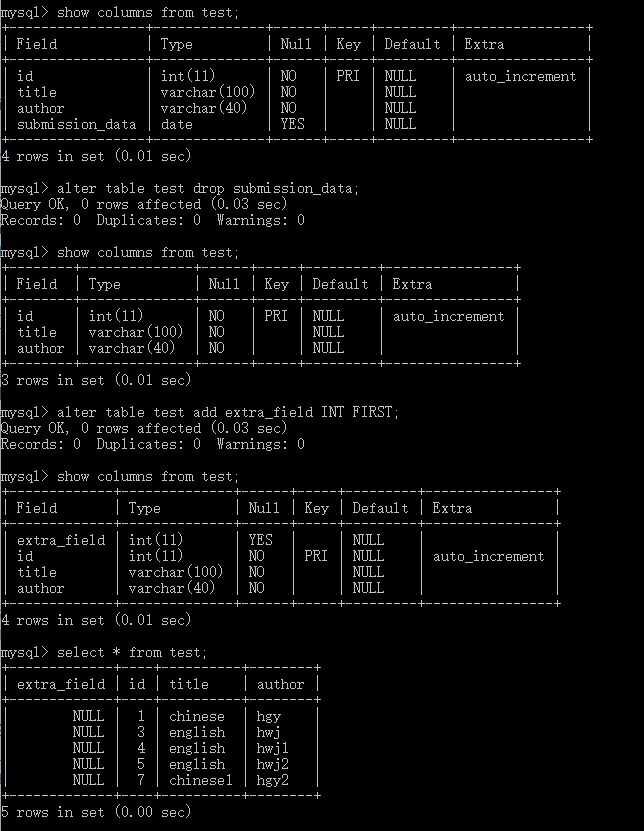 mysql> show columns from test;
+-----------------+--------------+------+-----+---------+----------------+
| Field           | Type         | Null | Key | Default | Extra          |
+-----------------+--------------+------+-----+---------+----------------+
| id              | int(11)      | NO   | PRI | NULL    | auto_increment |
| title           | varchar(100) | NO   |     | NULL    |                |
| author          | varchar(40)  | NO   |     | NULL    |                |
| submission_data | date         | YES  |     | NULL    |                |
+-----------------+--------------+------+-----+---------+----------------+
4 rows in set (0.01 sec)
mysql> alter table test drop submission_data;
Query OK, 0 rows affected (0.03 sec)
Records: 0  Duplicates: 0  Warnings: 0
mysql> show columns from test;
+--------+--------------+------+-----+---------+----------------+
| Field  | Type         | Null | Key | Default | Extra          |
+--------+--------------+------+-----+---------+----------------+
| id     | int(11)      | NO   | PRI | NULL    | auto_increment |
| title  | varchar(100) | NO   |     | NULL    |                |
| author | varchar(40)  | NO   |     | NULL    |                |
+--------+--------------+------+-----+---------+----------------+
3 rows in set (0.01 sec)
mysql> alter table test add extra_field INT FIRST;
Query OK, 0 rows affected (0.03 sec)
Records: 0  Duplicates: 0  Warnings: 0
mysql> show columns from test;
+-------------+--------------+------+-----+---------+----------------+
| Field       | Type         | Null | Key | Default | Extra          |
+-------------+--------------+------+-----+---------+----------------+
| extra_field | int(11)      | YES  |     | NULL    |                |
| id          | int(11)      | NO   | PRI | NULL    | auto_increment |
| title       | varchar(100) | NO   |     | NULL    |                |
| author      | varchar(40)  | NO   |     | NULL    |                |
+-------------+--------------+------+-----+---------+----------------+
4 rows in set (0.01 sec)
mysql> select * from test;
+-------------+----+----------+--------+
| extra_field | id | title    | author |
+-------------+----+----------+--------+
|        NULL |  1 | chinese  | hgy    |
|        NULL |  3 | english  | hwj    |
|        NULL |  4 | english  | hwj1   |
|        NULL |  5 | english  | hwj2   |
|        NULL |  7 | chinese1 | hgy2   |
+-------------+----+----------+--------+
5 rows in set (0.00 sec)